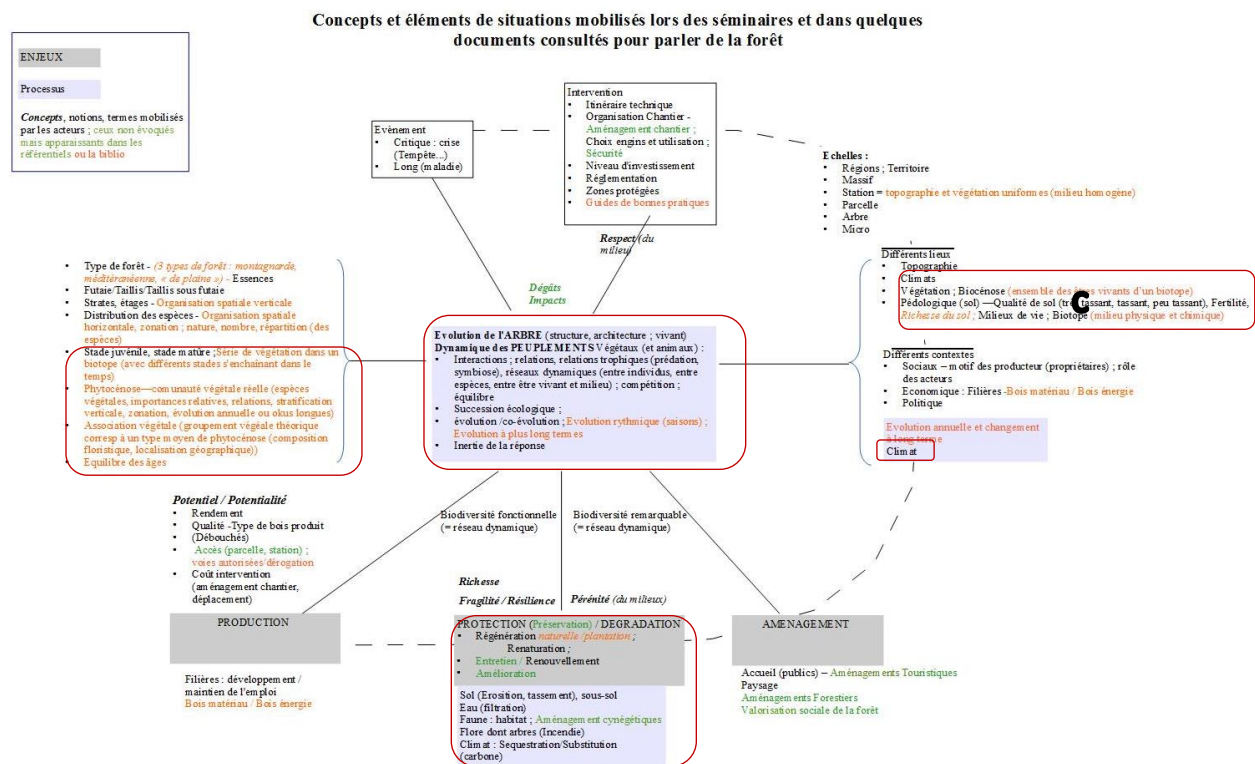 Concepts et éléments de situations mobilisés lors des séminaires et dans quelques
documents consultés pour parler de la forêt
ENJEUX
Processus
Concepts, notions, termes mobilisés
par les acteurs ; ceux non évoqués
mais apparaissants dans les
référentiels ou la biblio
Evènement
• Critique : crise
(Tempête...)
• Long (maladie)
Intervention
• Itinéraire technique
• Organisation Chantier -
Aménagement chantier ;
Choix engins et utilisation ;
Sécurité
• Niveau d'investissement
• Réglementation
• Zones protégées
• Guides de bonnes pratiques
Echelles :
• Régions ; Territoire
• Massif
• Station = topographie et végétation uniformes (milieu homogène)
• Parcelle
• Arbre
• Micro
Respect (du
milieu)
Dégâts
Impacts
• Type de forêt - (3 types de forêt : montagnarde,
méditéranéenne, « de plaine ») - Essences
• Futaie/Taillis/Taillis sous futaie
• Strates, étages - Organisation spatiale verticale
• Distribution des espèces - Organisation spatiale
horizontale, zonation ; nature, nombre, répartition (des
espèces)
• Stade juvénile, stade matûre ;Série de végétation dans un
biotope (avec différents stades s'enchaînant dans le
temps)
• Phytocénose—comunauté végétale réelle (espèces
végétales, importances relatives, relations, stratification
verticale, zonation, évolution annuelle ou okus longues)
• Association végétale (groupement végéale théorique
corresp à un type moyen de phytocénose (composition
floristique, localisation géographique))
• Equilibre des âges
Evolution de l'ARBRE (structure, architecture ; vivant)
Dynamique des PEUPLEMENTS Végétaux (et animaux) :
• Interactions ; relations, relations trophiques (prédation,
symbiose), réseaux dynamiques (entre individus, entre
espèces, entre être vivant et milieu) ; compétition ;
équilibre
• Succession écologique ;
• évolution /co-évolution ; Evolution rythmique (saisons) ;
Evolution à plus long termes
• Inertie de la réponse
Différents lieux
• Topographie
• Climats
• Végétation ; Biocénose (ensemble des êtres vivants d'un biotope)
• Pédologique (sol) —Qualité de sol (très tassant, tassant, peu tassant), Fertilité,
Richesse du sol ; Milieux de vie ; Biotope (milieu physique et chimique)
C
Différents contextes
• Sociaux – motif des producteur (propriétaires) ; rôle
des acteurs
• Economique : Filières -Bois matériau / Bois énergie
• Politique
Evolution annuelle et changement
à long terme
Climat
Potentiel / Potentialité
• Rendement
• Qualité -Type de bois produit
• (Débouchés)
• Accès (parcelle, station) ;
voies autorisées/dérogation
• Coût intervention
(aménagement chantier,
déplacement)
Biodiversité fonctionnelle
(= réseau dynamique)
Biodiversité remarquable
(= réseau dynamique)
Richesse
Fragilité / Résilience
Pérénité (du milieux)
PRODUCTION
Filières : développement /
maintien de l'emploi
Bois matériau / Bois énergie
PROTECTION (Préservation) / DEGRADATION
• Régénération naturelle /plantation ;
Renaturation ;
• Entretien / Renouvellement
• Amélioration
Sol (Erosition, tassement), sous-sol
Eau (filtration)
Faune : habitat ; Aménagement cynégétiques
Flore dont arbres (Incendie)
Climat : Sequestration/Substitution
(carbone)
AMENAGEMENT
Accueil (publics) – Aménagements Touristiques
Paysage
Aménagements Forestiers
Valorisation sociale de la forêt